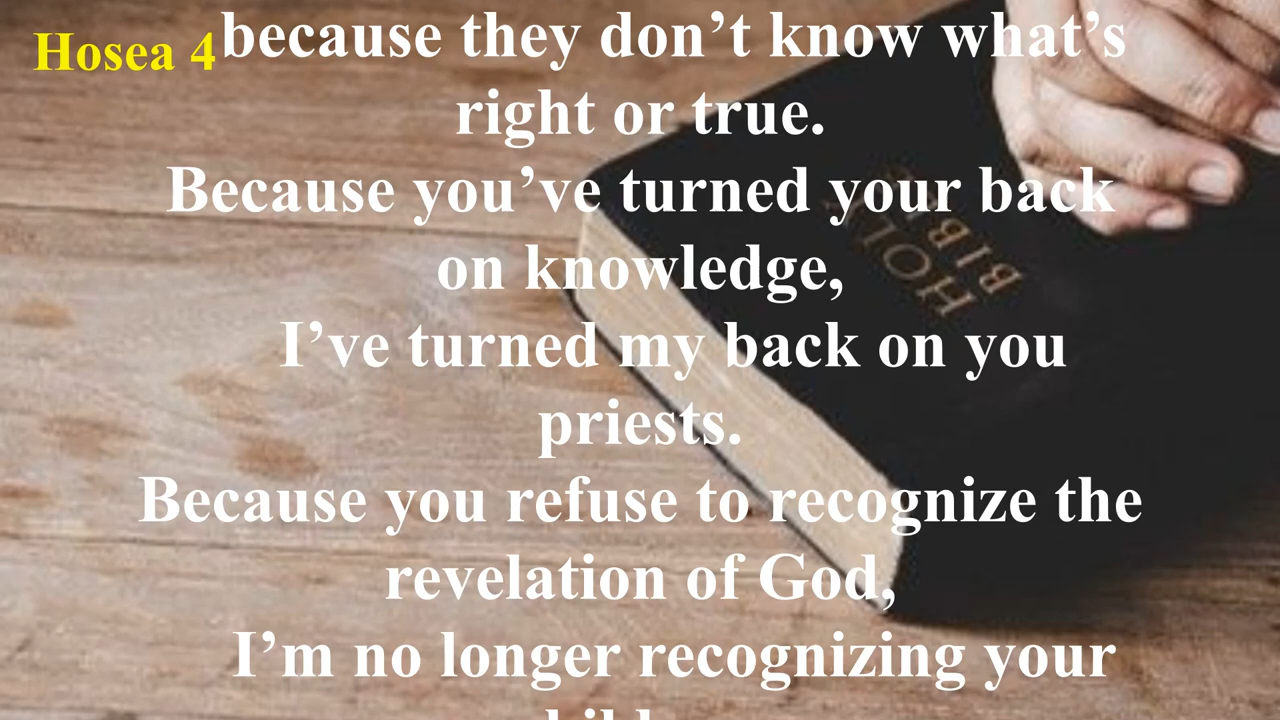 Hosea 4
because they don’t know what’s
right or true.
Because you’ve turned your back
on knowledge,
I’ve turned my back on you
priests.
Because you refuse to recognize the
revelation of God,
I’m no longer recognizing your
HOLY
BIBLE